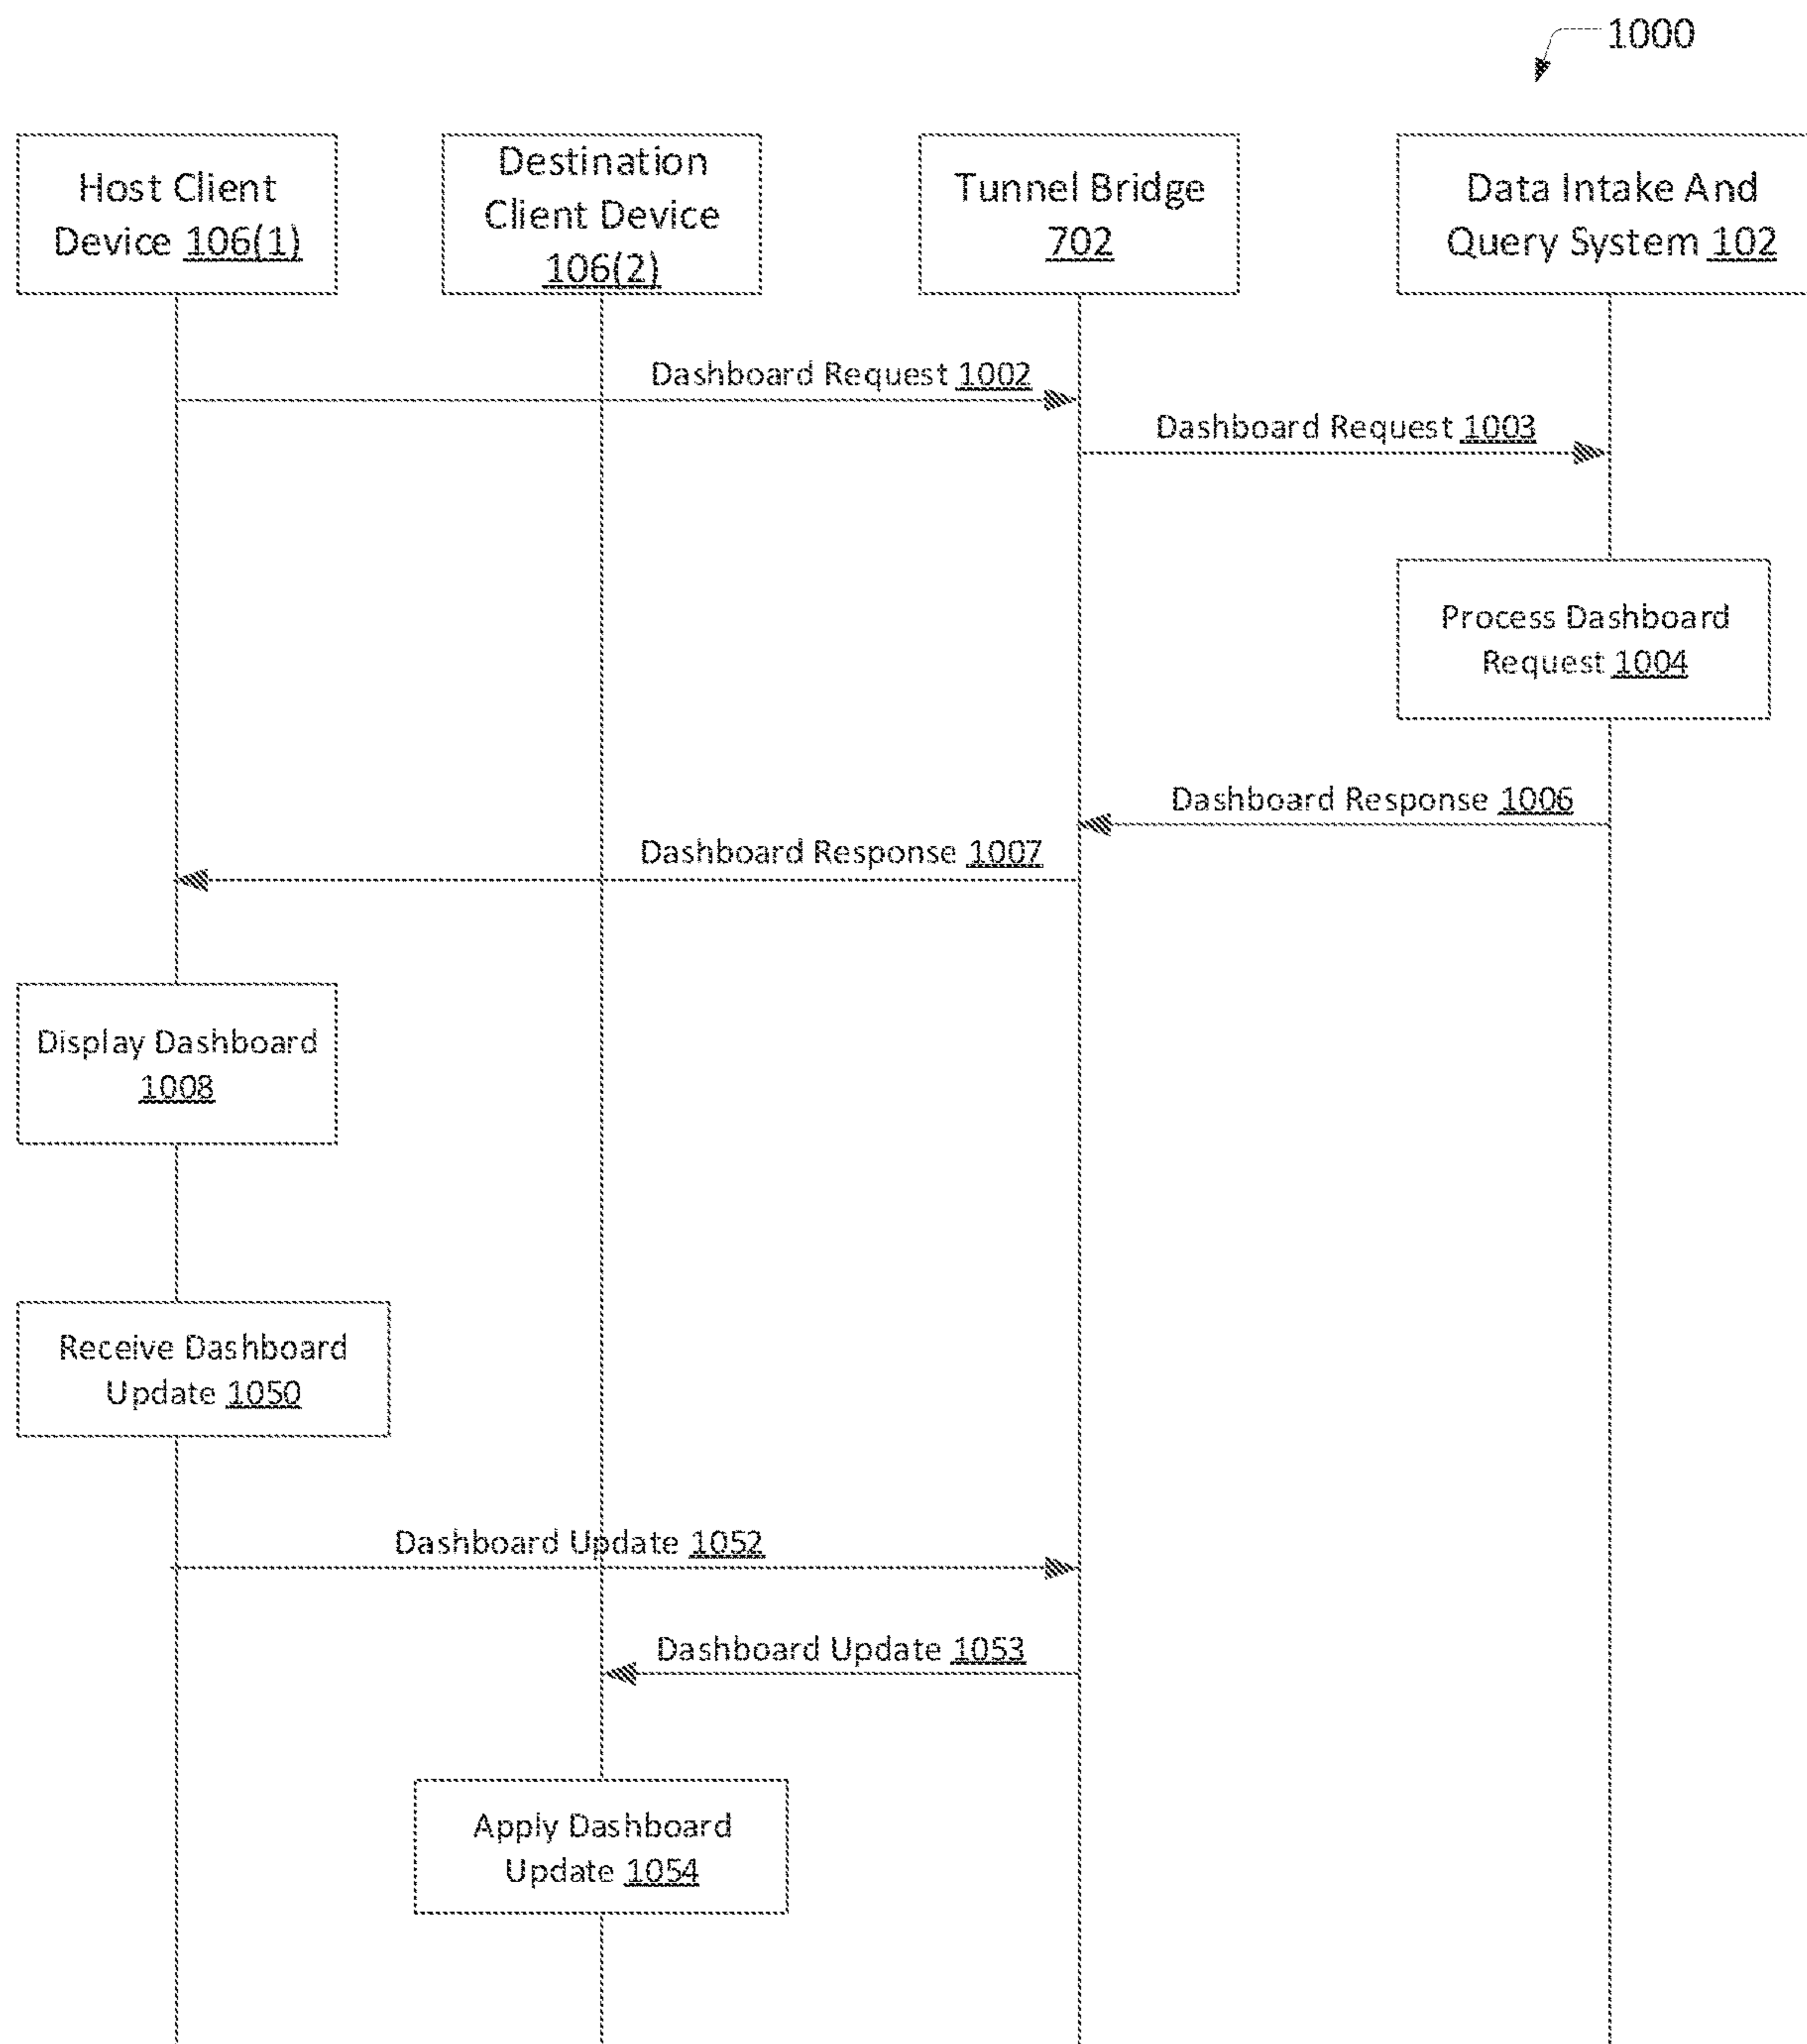 1000
Host Client
Device 106(1)
Destination
Client Device
106(2)
Tunnel Bridge
702
Data Intake And
Query System 102
Dashboard Request 1002
Dashboard Request 1003
Process Dashboard
Request 1004
Dashboard Response 1006
Dashboard Response 1007
Display Dashboard
1008
Receive Dashboard
Update 1050
Dashboard Update 1052
Dashboard Update 1053
Apply Dashboard
Update 1054